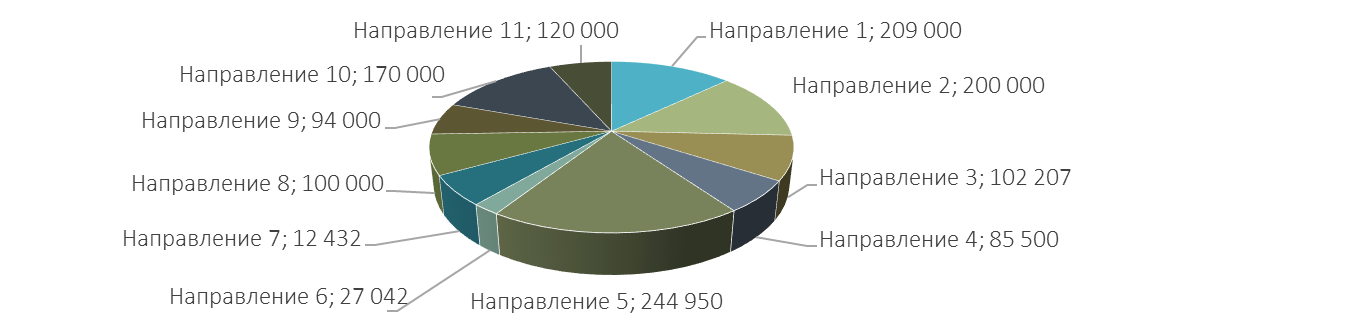 Направление 11; 120 000
Направление 1; 209 000
Направление 10; 170 000
Направление 2; 200 000
Направление 9; 94 000
Направление 3; 102 207
Направление 8; 100 000
Направление 7; 12 432
Направление 4; 85 500
Направление 6; 27 042
Направление 5; 244 950